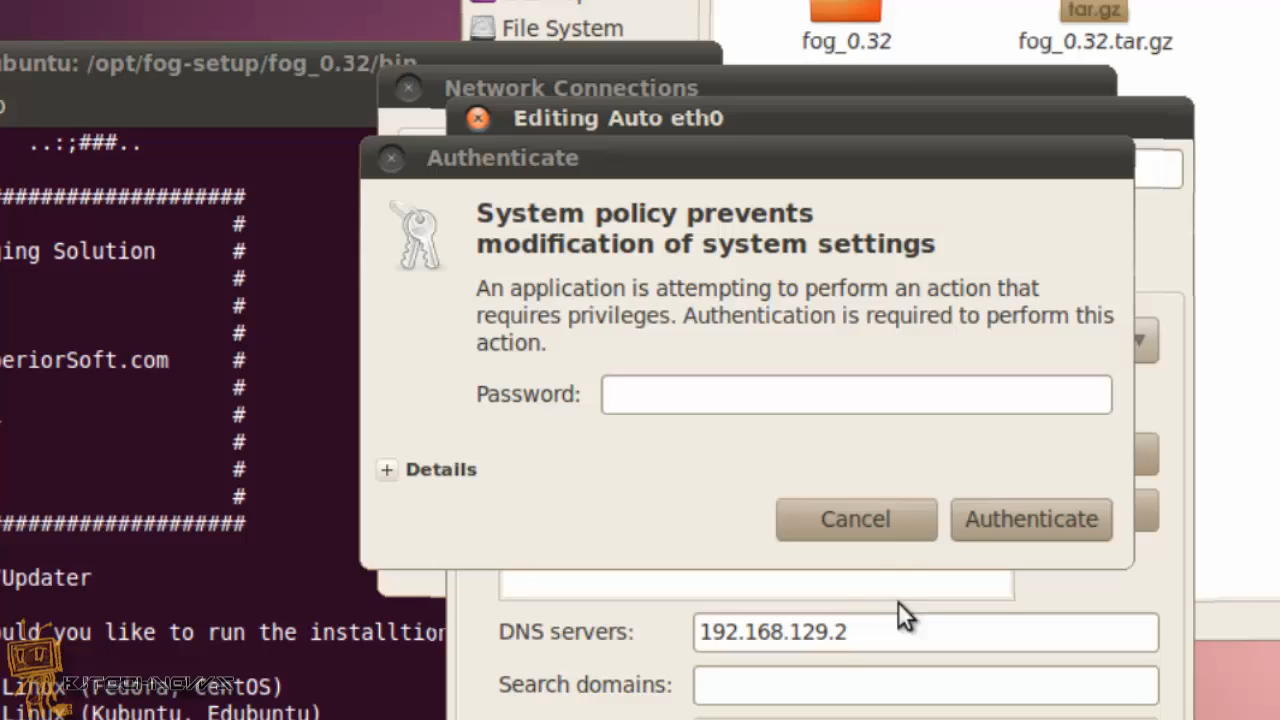 File System
fog_0.32
tar.gz
fog_0.32.tar.gz
ubuntu: /opt/fog-setup/fog_0.32/bin
Network Connections
Editing Auto eth0
Authenticate
System policy prevents
modification of system settings
An application is attempting to perform an action that
requires privileges. Authentication is required to perform this
action.
Password:
Details
Cancel
Authenticate
DNS servers:
192.168.129.2
Search domains:
..:;###..
##################
#
ging Solution #
#
#
#
periorSoft.com #
#
#
#
#
#
##################
/Updater
ould you like to run the installtion
Linux (Fedora, CentOS)
Linux (Kubuntu, Edubuntu)